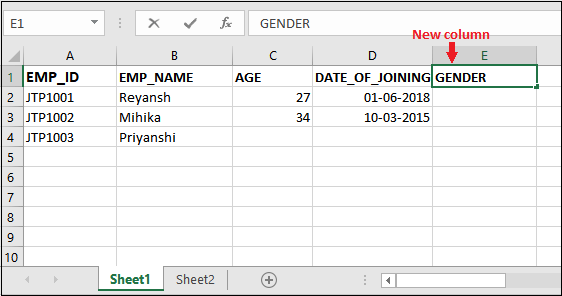 E1 GENDER
New column
A B C D E
1 EMP_ID EMP_NAME AGE DATE_OF_JOINING GENDER
2 JTP1001 Reyansh 27 01-06-2018
3 JTP1002 Mihika 34 10-03-2015
4 JTP1003 Priyanshi
5
6
7
8
9
10
Sheet1 Sheet2